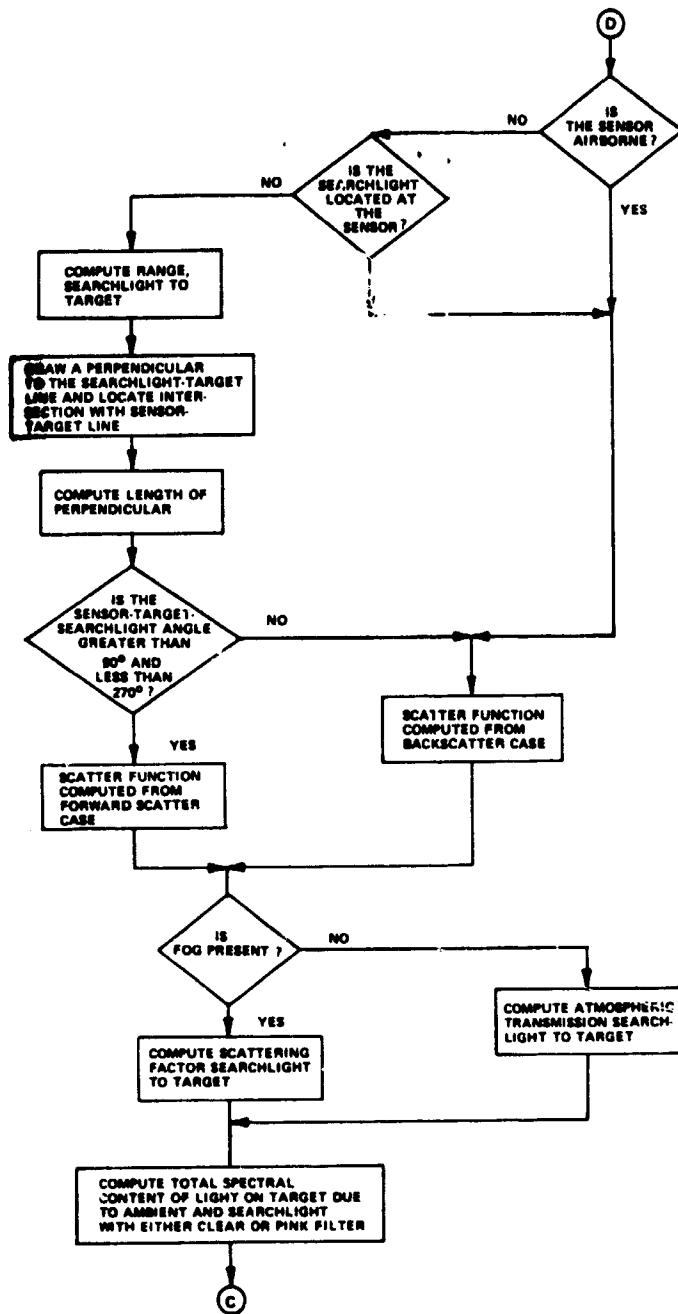 D
IS
THE SENSOR
AIRBORNE?
NO
YES
IS THE
SEARCHLIGHT
LOCATED AT
THE
SENSOR?
NO
COMPUTE RANGE,
SEARCHLIGHT TO
TARGET
DRAW A PERPENDICULAR
TO THE SEARCHLIGHT-TARGET
LINE AND LOCATE INTER-
SECTION WITH SENSOR-
TARGET LINE
COMPUTE LENGTH OF
PERPENDICULAR
IS THE
SENSOR-TARGET-
SEARCHLIGHT ANGLE
GREATER THAN
90° AND
LESS THAN
270° ?
NO
YES
SCATTER FUNCTION
COMPUTED FROM
BACKSCATTER CASE
SCATTER FUNCTION
COMPUTED FROM
FORWARD SCATTER
CASE
IS
FOG PRESENT ?
NO
YES
COMPUTE ATMOSPHERIC
TRANSMISSION SEARCH-
LIGHT TO TARGET
COMPUTE SCATTERING
FACTOR SEARCHLIGHT
TO TARGET
COMPUTE TOTAL SPECTRAL
CONTENT OF LIGHT ON TARGET DUE
TO AMBIENT AND SEARCHLIGHT
WITH EITHER CLEAR OR PINK FILTER
C